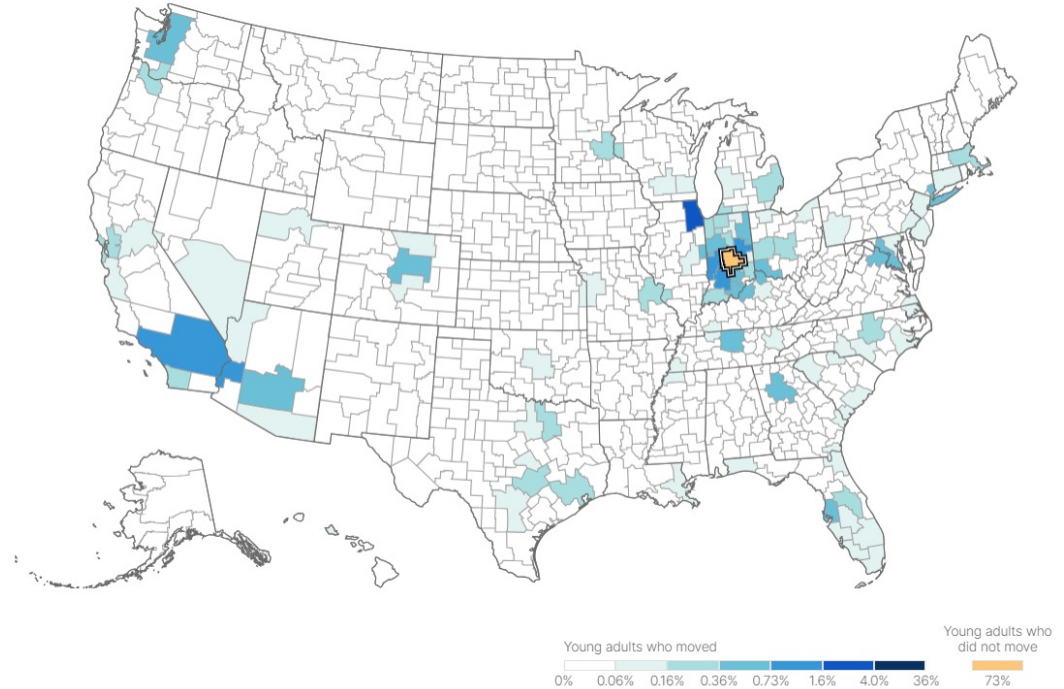 Young adults who moved
0% 0.06% 0.16% 0.36% 0.73% 1.6% 4.0% 36%
Young adults who
did not move
73%